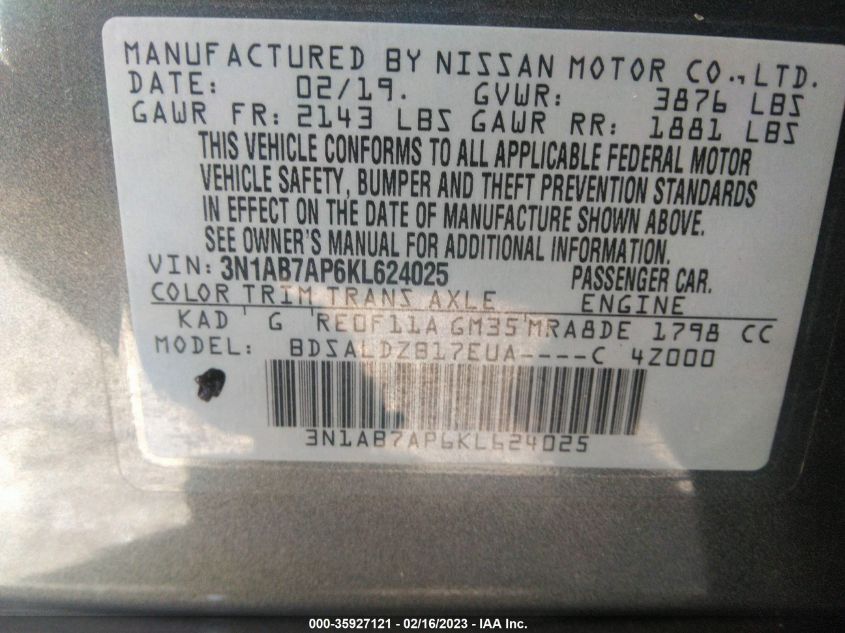 MANUFACTURED BY NISSAN MOTOR CO., LTD.
DATE: 02/19. GVWR: 3876 LBS
GAWR FR: 2143 LBS GAWR RR: 1881 LBS
THIS VEHICLE CONFORMS TO ALL APPLICABLE FEDERAL MOTOR
VEHICLE SAFETY, BUMPER AND THEFT PREVENTION STANDARDS
IN EFFECT ON THE DATE OF MANUFACTURE SHOWN ABOVE.
SEE OWNER'S MANUAL FOR ADDITIONAL INFORMATION.
VIN: 3N1AB7AP6KL624025 PASSENGER CAR.
COLOR TRIM TRANS AXLE ENGINE
KAD G RE0F11A GM35 MRA8DE 1798 CC
MODEL: BDSALDZB17EUA----C 4Z000
3N1AB7AP6KL624025
000-35927121 - 02/16/2023 - IAA Inc.